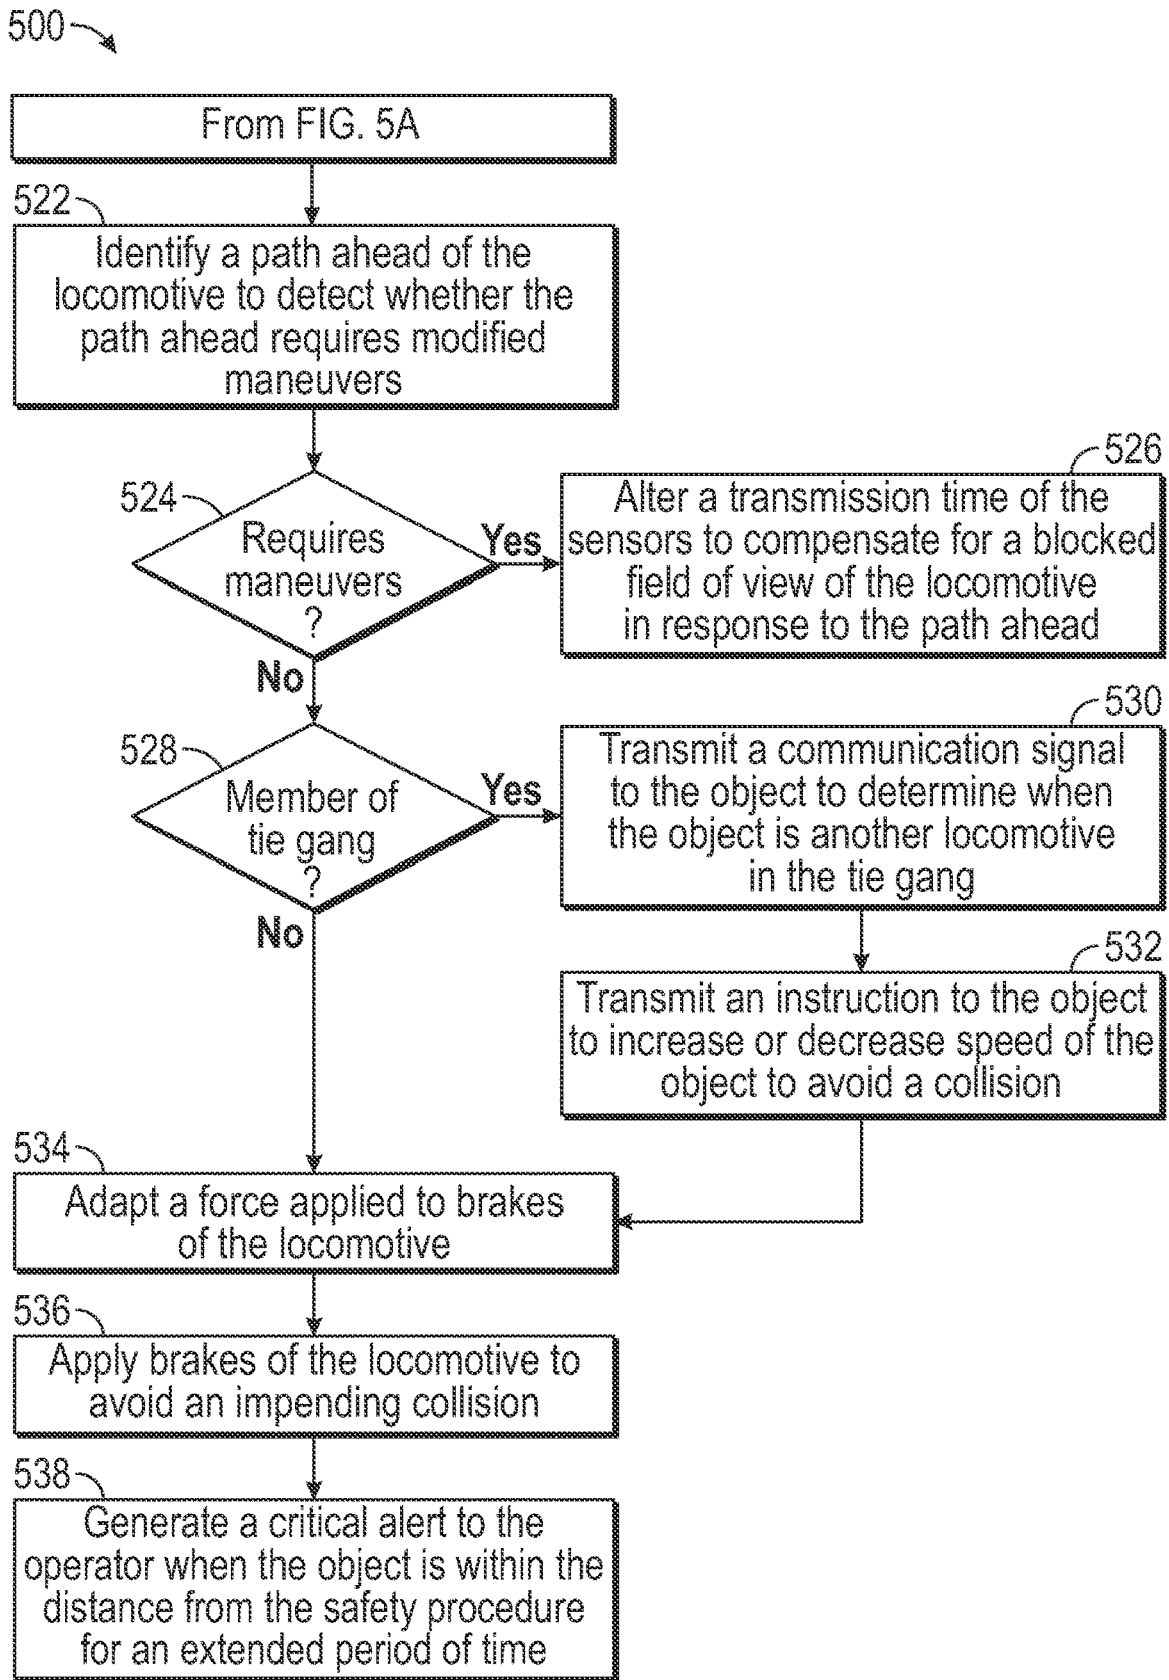 500
From FIG. 5A
522
Identify a path ahead of the
locomotive to detect whether the
path ahead requires modified
maneuvers
524
Requires
maneuvers
?
Yes
No
526
Alter a transmission time of the
sensors to compensate for a blocked
field of view of the locomotive
in response to the path ahead
528
Member of
tie gang
?
Yes
No
530
Transmit a communication signal
to the object to determine when
the object is another locomotive
in the tie gang
532
Transmit an instruction to the object
to increase or decrease speed of the
object to avoid a collision
534
Adapt a force applied to brakes
of the locomotive
536
Apply brakes of the locomotive to
avoid an impending collision
538
Generate a critical alert to the
operator when the object is within the
distance from the safety procedure
for an extended period of time